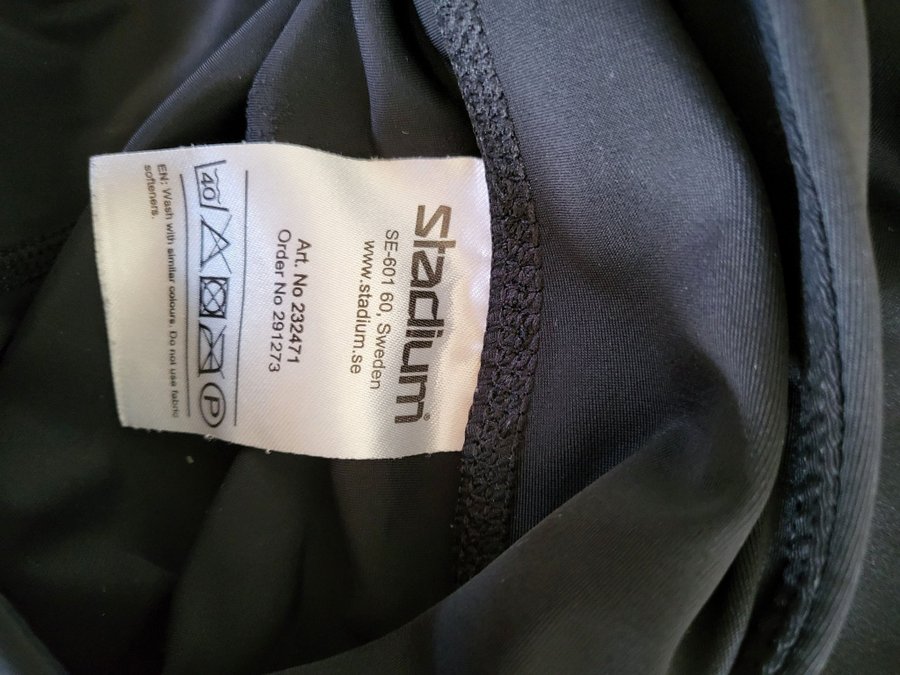 stadium®
SE-601 60, Sweden
www.stadium.se
Art. No 232471
Order No 291273
40
P
EN: Wash with similar colours. Do not use fabric
softeners.